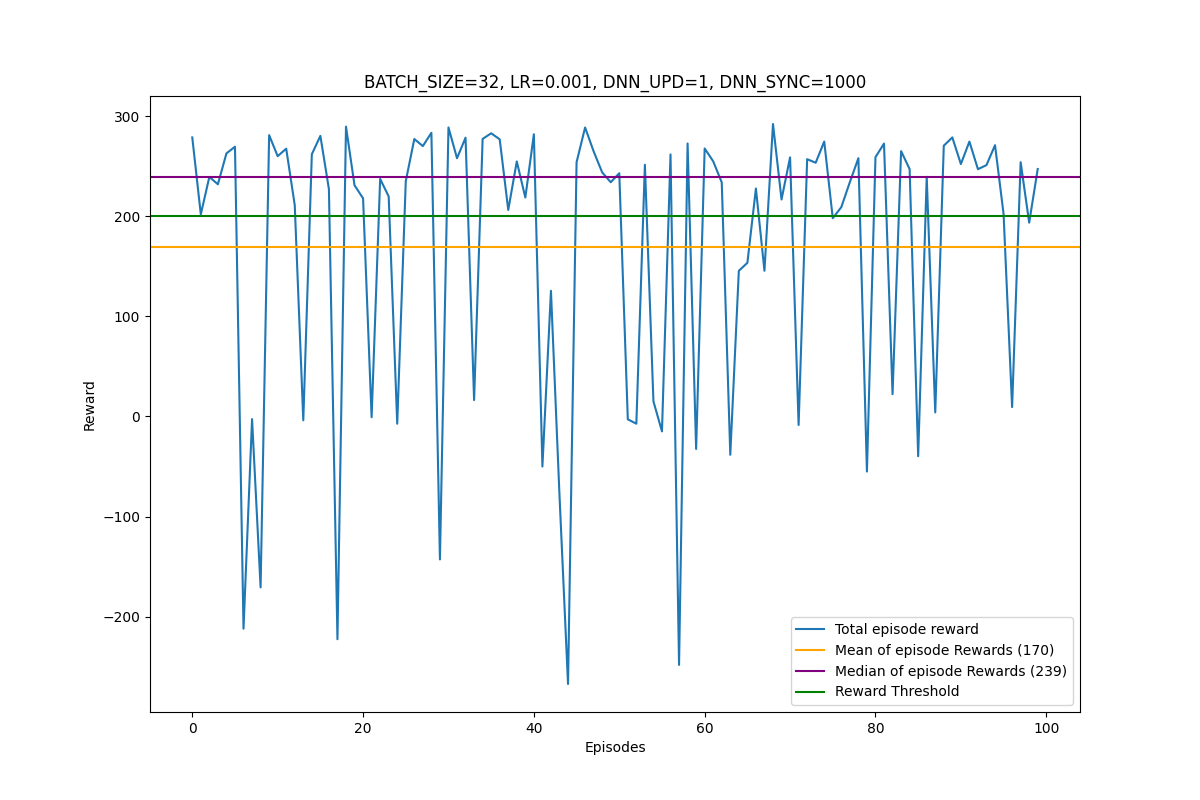 BATCH_SIZE=32, LR=0.001, DNN_UPD=1, DNN_SYNC=1000
300
200
100
0
−100
−200
Reward
0
20
40
60
80
100
Episodes
Total episode reward
Mean of episode Rewards (170)
Median of episode Rewards (239)
Reward Threshold